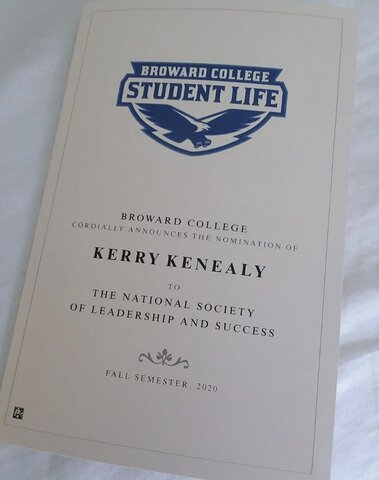 BROWARD COLLEGE
STUDENT LIFE
BROWARD COLLEGE
CORDIALLY ANNOUNCES THE NOMINATION OF
KERRY KENEALY
TO
THE NATIONAL SOCIETY
OF LEADERSHIP AND SUCCESS
FALL SEMESTER, 2020